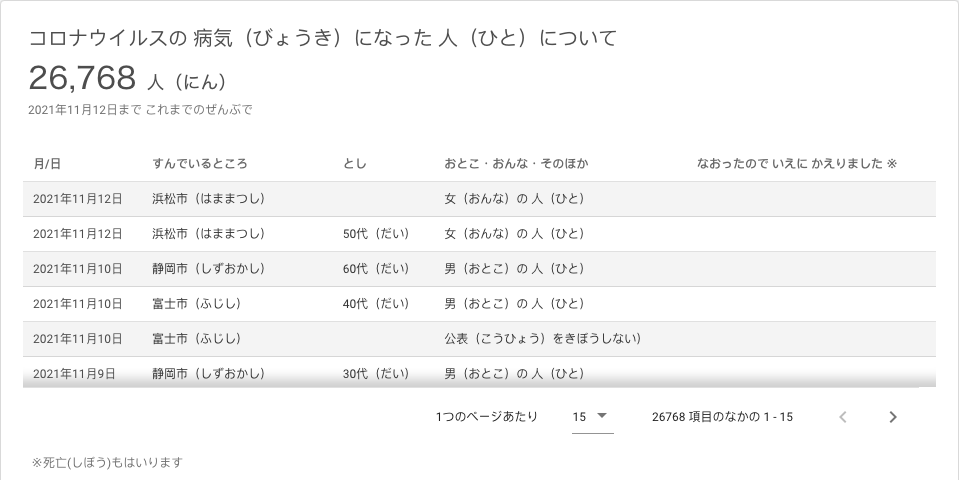 コロナウイルスの 病気（びょうき）になった 人（ひと）について
26,768 人（にん）
2021年11月12日まで これまでのぜんぶで
月/日 すんでいるところ とし おとこ・おんな・そのほか なおったので いえに かえりました ※
2021年11月12日 浜松市（はままつし） 女（おんな）の 人（ひと）
2021年11月12日 浜松市（はままつし） 50代（だい） 女（おんな）の 人（ひと）
2021年11月10日 静岡市（しずおかし） 60代（だい） 男（おとこ）の 人（ひと）
2021年11月10日 富士市（ふじし） 40代（だい） 男（おとこ）の 人（ひと）
2021年11月10日 富士市（ふじし） 公表（こうひょう）をきぼうしない）
2021年11月9日 静岡市（しずおかし） 30代（だい） 男（おとこ）の 人（ひと）
1つのページあたり 15 26768 項目のなかの 1 - 15
※死亡(しぼう)もはいります